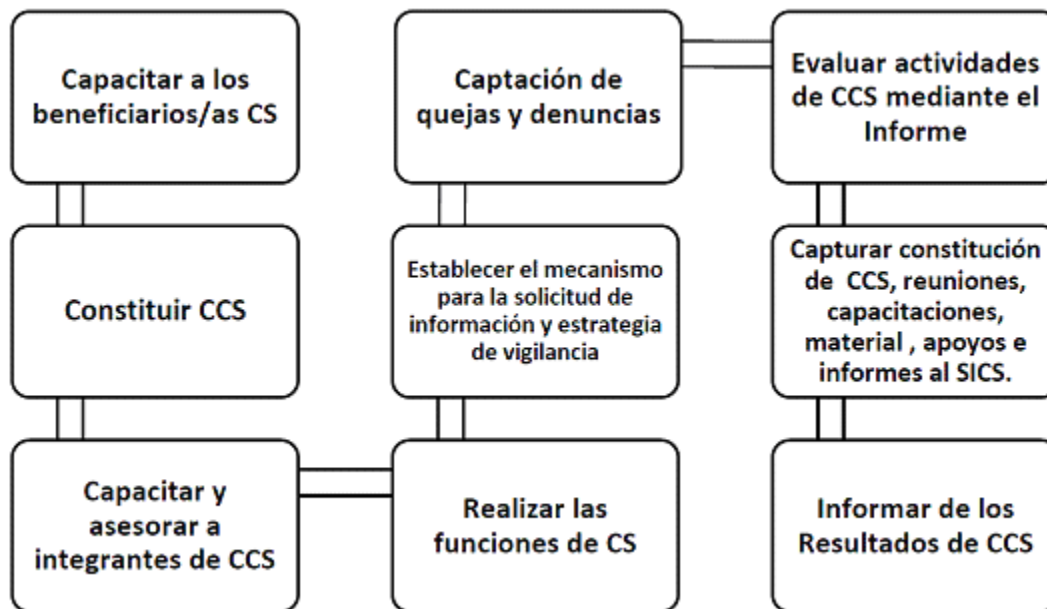 Capacitar a los
beneficiarios/as CS
Constituir CCS
Capacitar y
asesorar a
integrantes de CCS
Realizar las
funciones de CS
Establecer el mecanismo
para la solicitud de
información y estrategia
de vigilancia
Captación de
quejas y denuncias
Evaluar actividades
de CCS mediante el
Informe
Capturar constitución
de CCS, reuniones,
capacitaciones,
material , apoyos e
informes al SICS.
Informar de los
Resultados de CCS